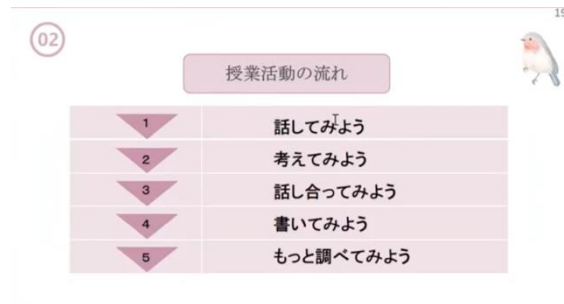 19
02
授業活動の流れ
1 話してみよう
2 考えてみよう
3 話し合ってみよう
4 書いてみよう
5 もっと調べてみよう